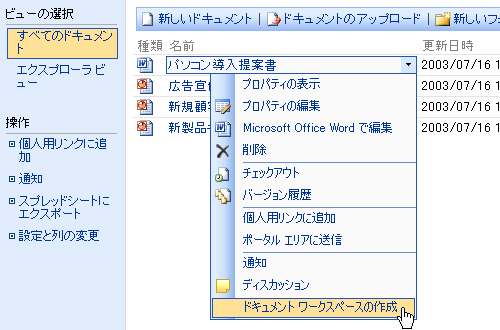 ビューの選択
すべてのドキュメン
ト
エクスプローラ ビ
ュー
操作
個人用リンクに追
加
通知
スプレッドシートに
エクスポート
設定と列の変更
新しいドキュメント | ドキュメントのアップロード | 新しいフ
種類 名前 更新日時
パソコン導入提案書 2003/07/16 1
広告宣 2003/07/16 1
新規顧 2003/07/16 1
新製品 2003/07/16 1
プロパティの表示
プロパティの編集
Microsoft Office Word で編集
削除
チェックアウト
バージョン履歴
個人用リンクに追加
ポータル エリアに送信
通知
ディスカッション
ドキュメント ワークスペースの作成